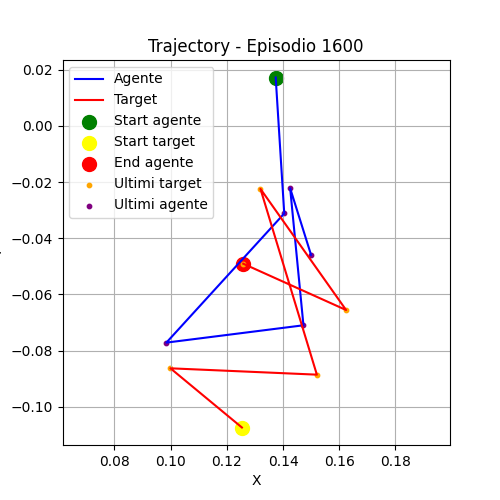 Trajectory - Episodio 1600
Agente
Target
Start agente
Start target
End agente
Ultimi target
Ultimi agente
0.02
0.00
−0.02
−0.04
−0.06
−0.08
−0.10
0.08
0.10
0.12
0.14
0.16
0.18
X